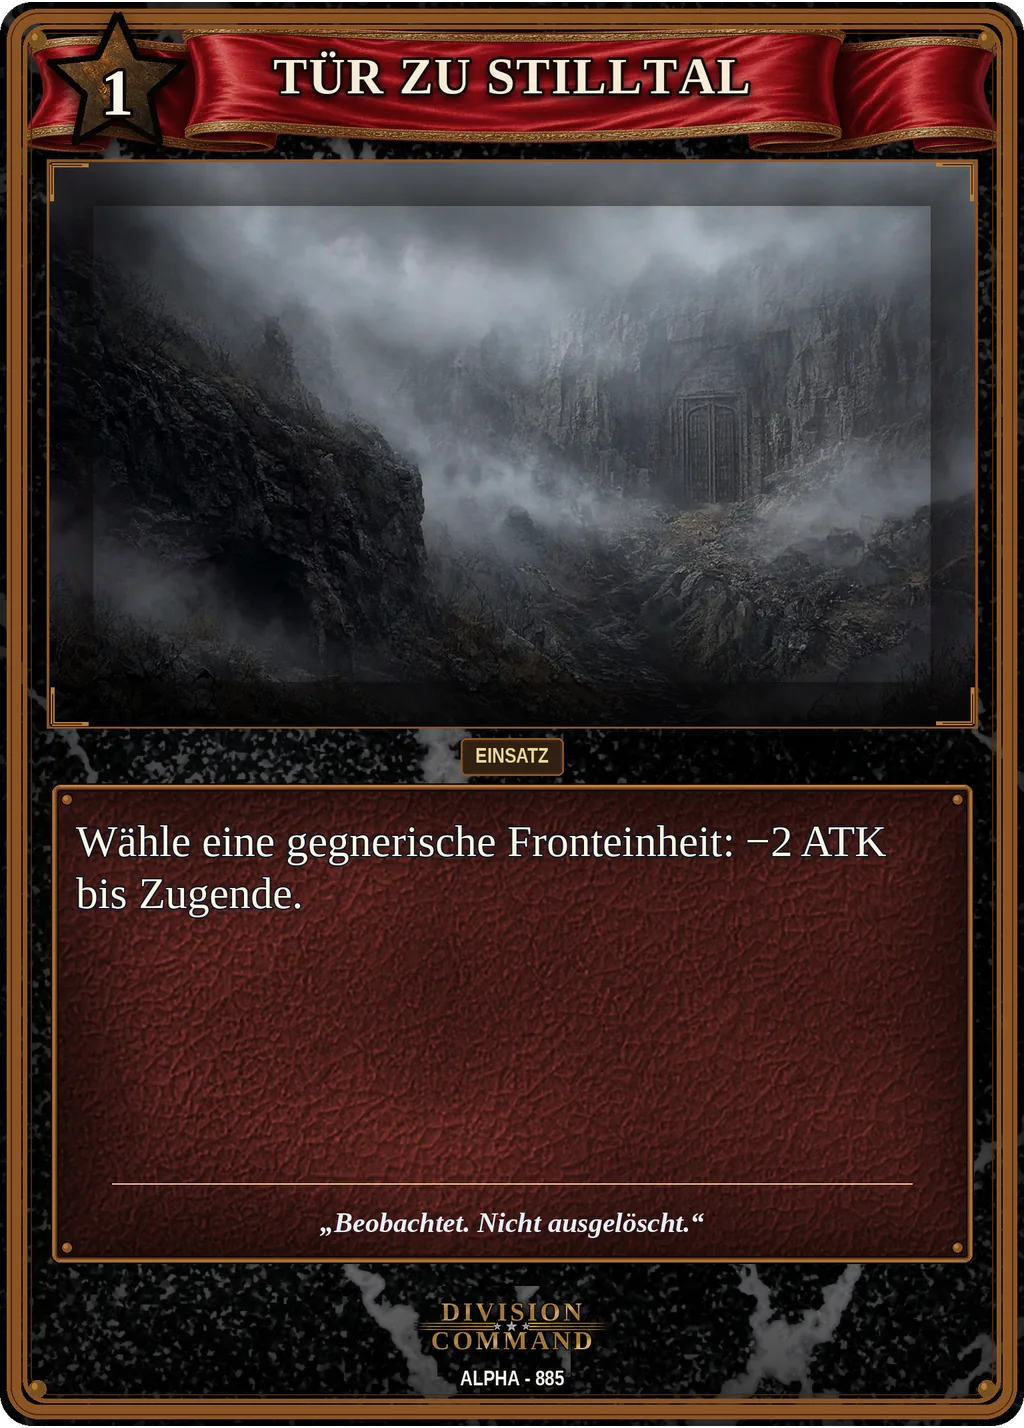 1
TÜR ZU STILLTAL
EINSATZ
Wähle eine gegnerische Fronteinheit: −2 ATK
bis Zugende.
„Beobachtet. Nicht ausgelöscht.“
DIVISION
COMMAND
ALPHA - 885